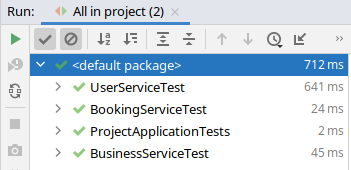 Run: All in project (2) ×
»
<default package> 712 ms
UserServiceTest 641 ms
BookingServiceTest 24 ms
ProjectApplicationTests 2 ms
BusinessServiceTest 45 ms
»